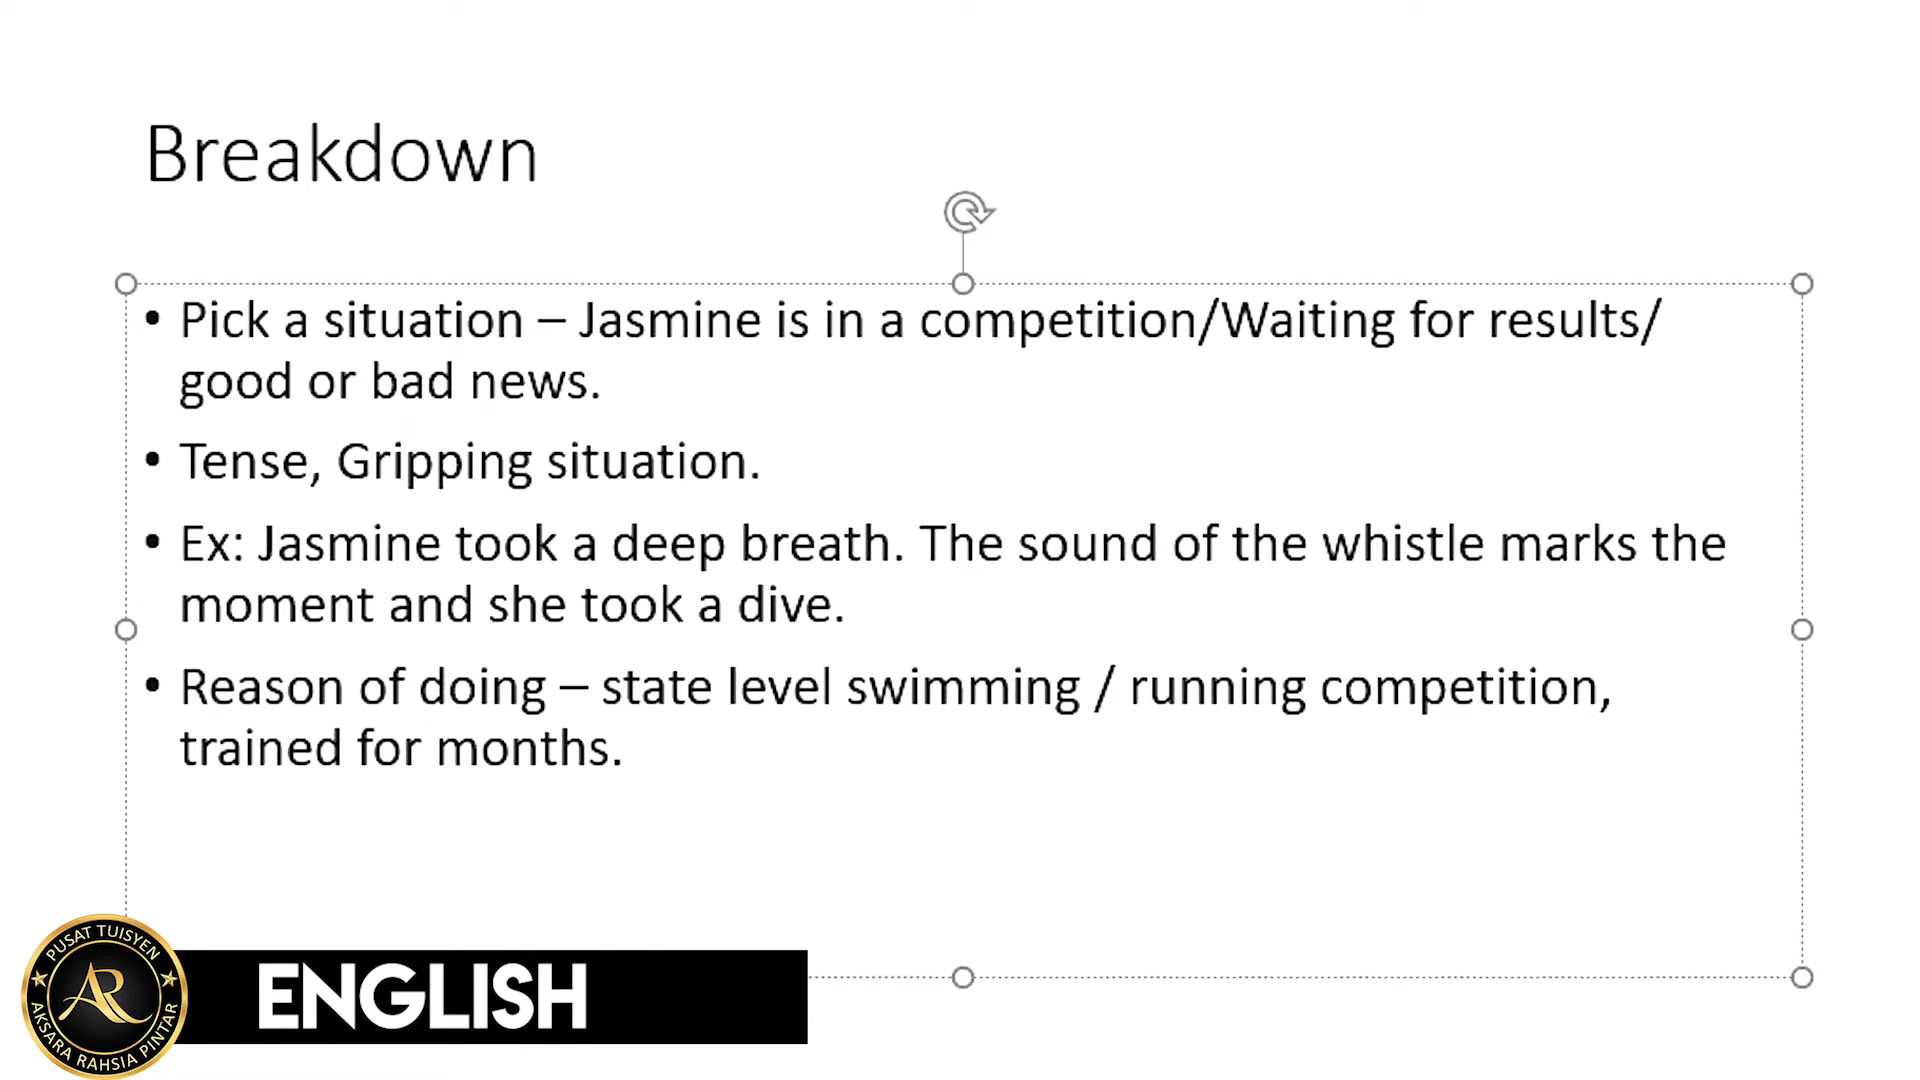 Breakdown
• Pick a situation – Jasmine is in a competition/Waiting for results/
good or bad news.
• Tense, Gripping situation.
• Ex: Jasmine took a deep breath. The sound of the whistle marks the
moment and she took a dive.
• Reason of doing – state level swimming / running competition,
trained for months.
PUSAT TUISYEN
AR
AKSARA RAHSIA PINTAR
ENGLISH